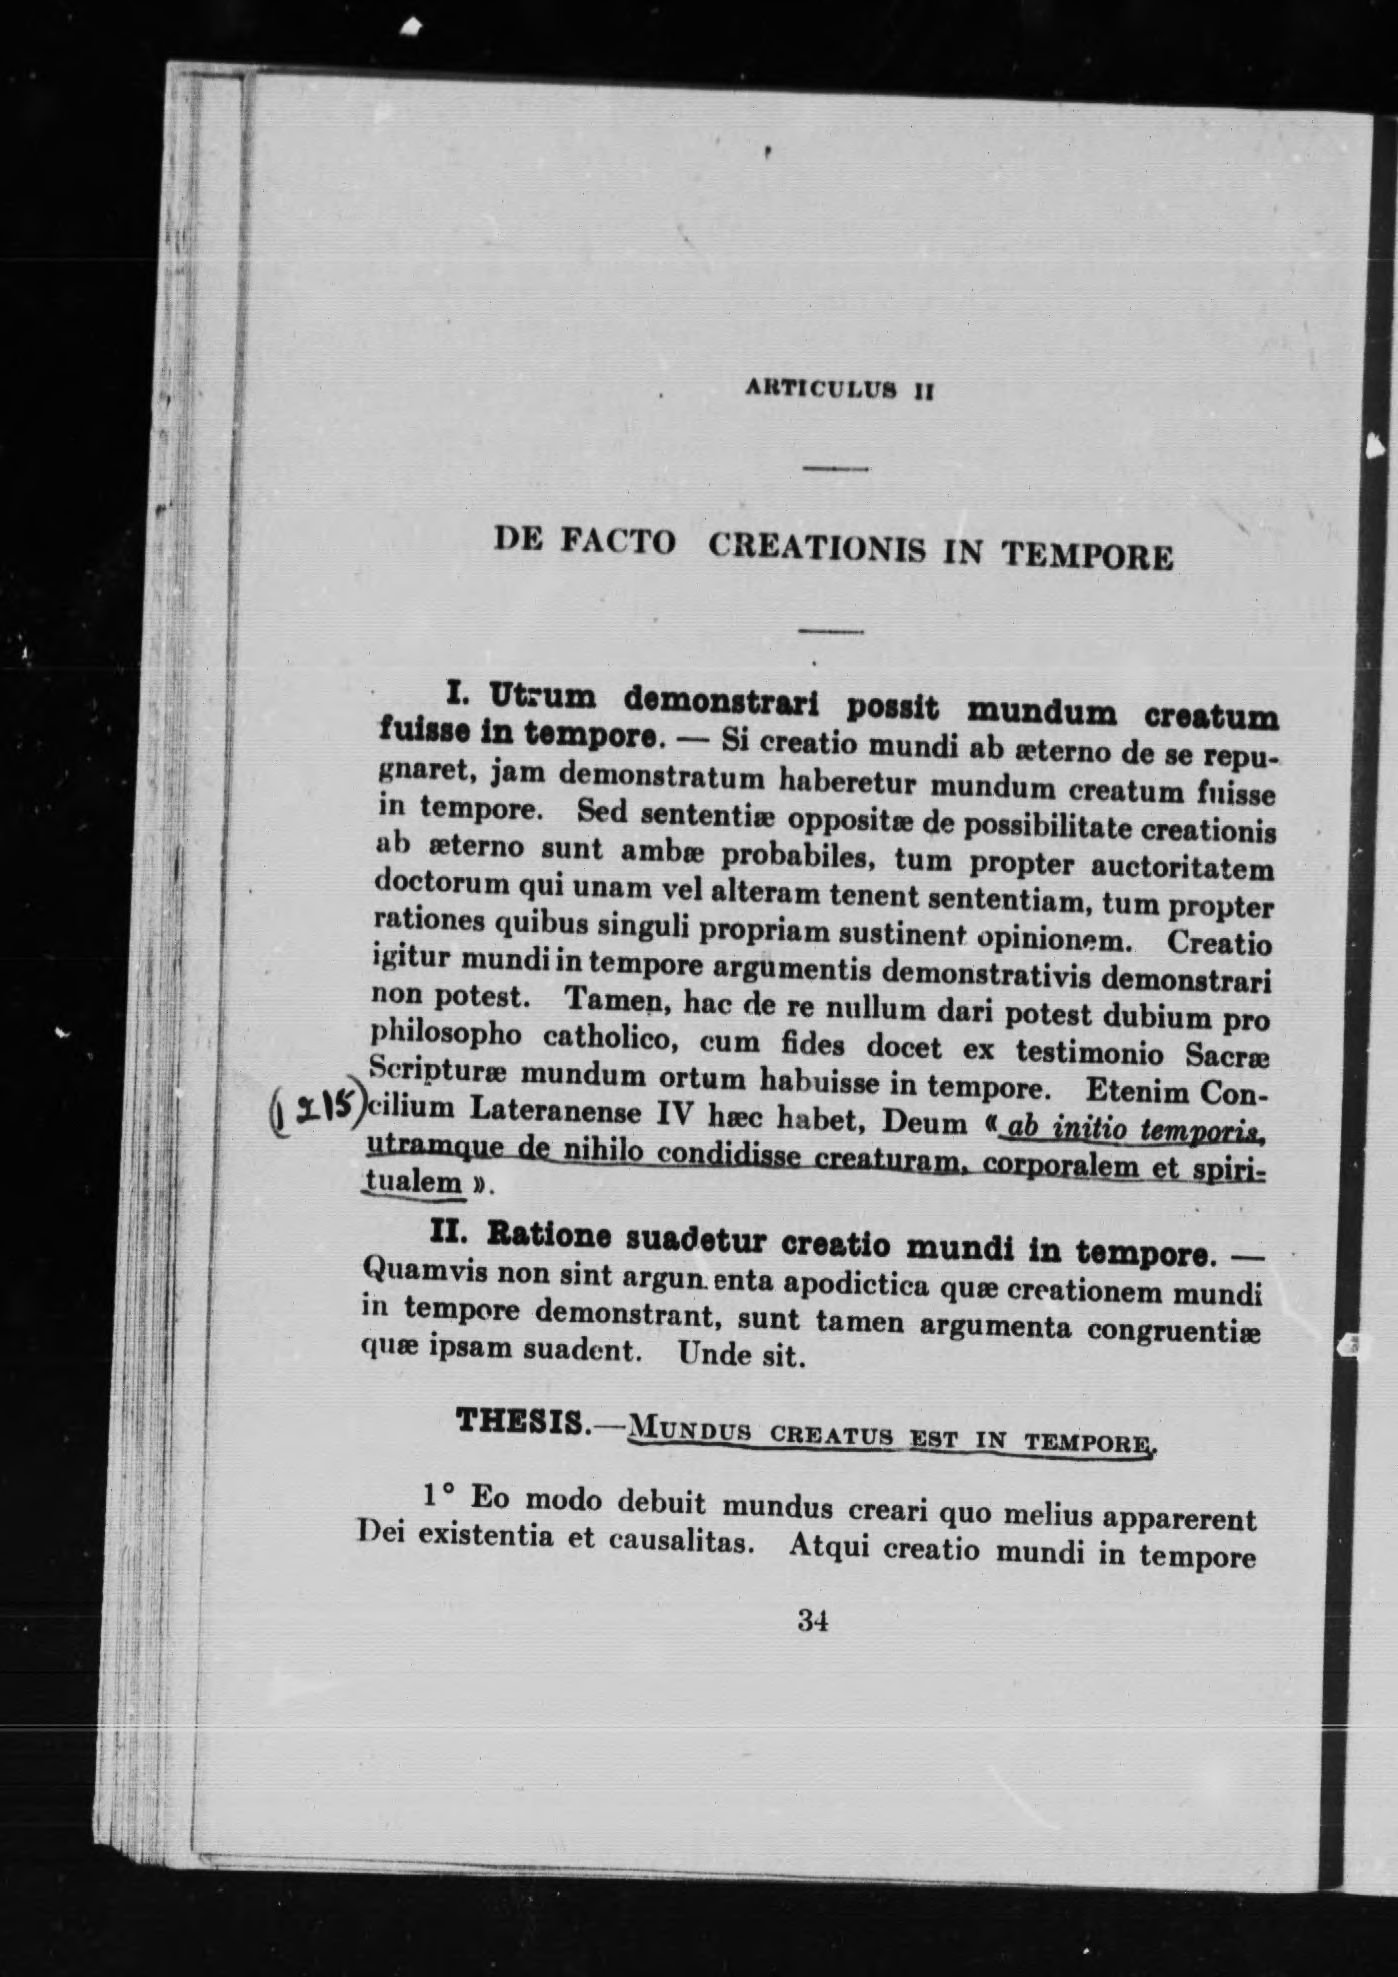 ARTICULUS II
DE FACTO CREATIONIS IN TEMPORE
I. Utrum demonstrari possit mundum creatum
fuisse in tempore. — Si creatio mundi ab æterno de se repu-
gnaret, jam demonstratum haberetur mundum creatum fuisse
in tempore. Sed sententiæ oppositæ de possibilitate creationis
ab æterno sunt ambæ probabiles, tum propter auctoritatem
doctorum qui unam vel alteram tenent sententiam, tum propter
rationes quibus singuli propriam sustinent opinionem. Creatio
igitur mundi in tempore argumentis demonstrativis demonstrari
non potest. Tamen, hac de re nullum dari potest dubium pro
philosopho catholico, cum fides docet ex testimonio Sacræ
Scripturæ mundum ortum habuisse in tempore. Etenim Con-
(1215) cilium Lateranense IV hæc habet, Deum « ab initio temporis,
utramque de nihilo condidisse creaturam, corporalem et spiri-
tualem ».
II. Ratione suadetur creatio mundi in tempore. —
Quamvis non sint argumenta apodictica quæ creationem mundi
in tempore demonstrant, sunt tamen argumenta congruentiæ
quæ ipsam suadent. Unde sit.
THESIS.—MUNDUS CREATUS EST IN TEMPORE.
1° Eo modo debuit mundus creari quo melius apparerent
Dei existentia et causalitas. Atqui creatio mundi in tempore
34